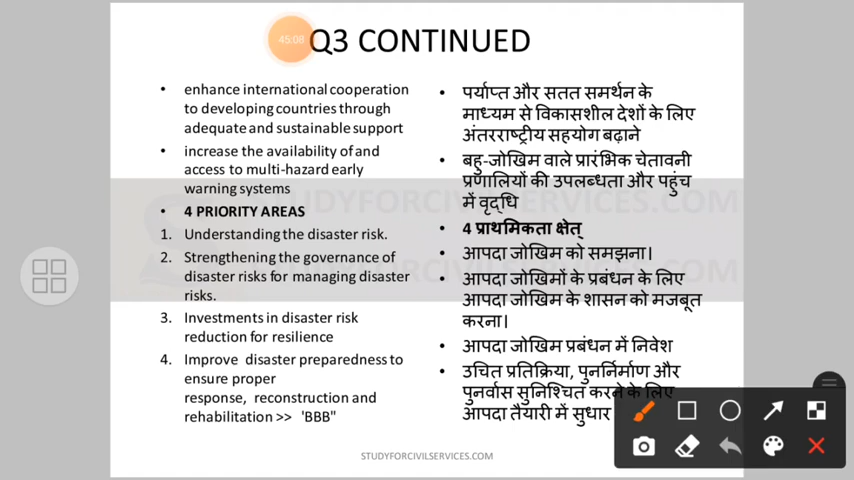 45:08
Q3 CONTINUED
• enhance international cooperation
to developing countries through
adequate and sustainable support
• increase the availability of and
access to multi-hazard early
warning systems
• 4 PRIORITY AREAS
1. Understanding the disaster risk.
2. Strengthening the governance of
disaster risks for managing disaster
risks.
3. Investments in disaster risk
reduction for resilience
4. Improve disaster preparedness to
ensure proper
response, reconstruction and
rehabilitation >> 'BBB"
• पर्याप्त और सतत समर्थन के
माध्यम से विकासशील देशों के लिए
अंतरराष्ट्रीय सहयोग बढ़ाने
• बहु-जोखिम वाले प्रारंभिक चेतावनी
प्रणालियों की उपलब्धता और पहुंच
में वृद्धि
• 4 प्राथमिकता क्षेत्
• आपदा जोखिम को समझना।
• आपदा जोखिमों के प्रबंधन के लिए
आपदा जोखिम के शासन को मजबूत
करना।
• आपदा जोखिम प्रबंधन में निवेश
• उचित प्रतिक्रिया, पुनर्निर्माण और
पुनर्वास सुनिश्चित करने के लिए
आपदा तैयारी में सुधार
STUDYFORCIVILSERVICES.COM
STUDYFORCIVILSERVICES.COM